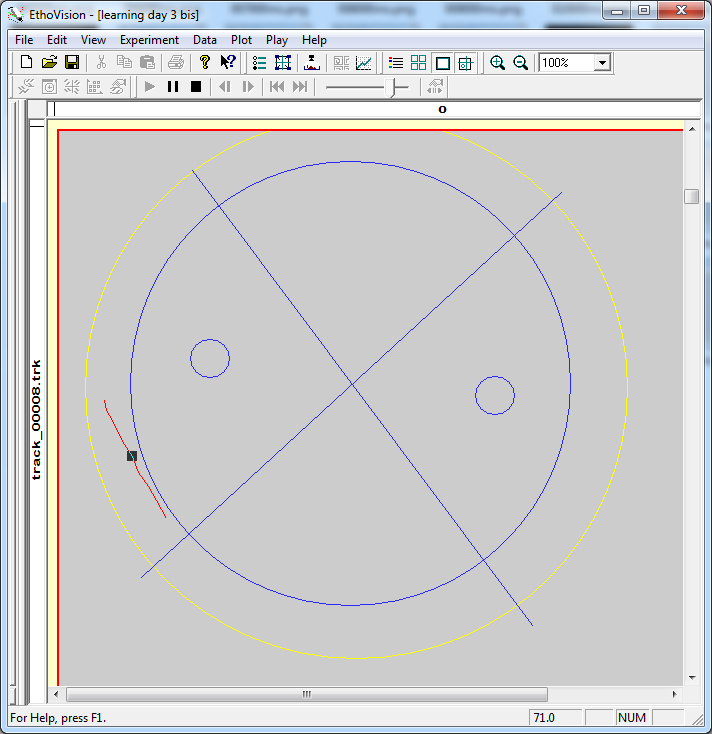 EthoVision - [learning day 3 bis]
File Edit View Experiment Data Plot Play Help
100%
0
track_00008.trk
For Help, press F1.
71.0
NUM